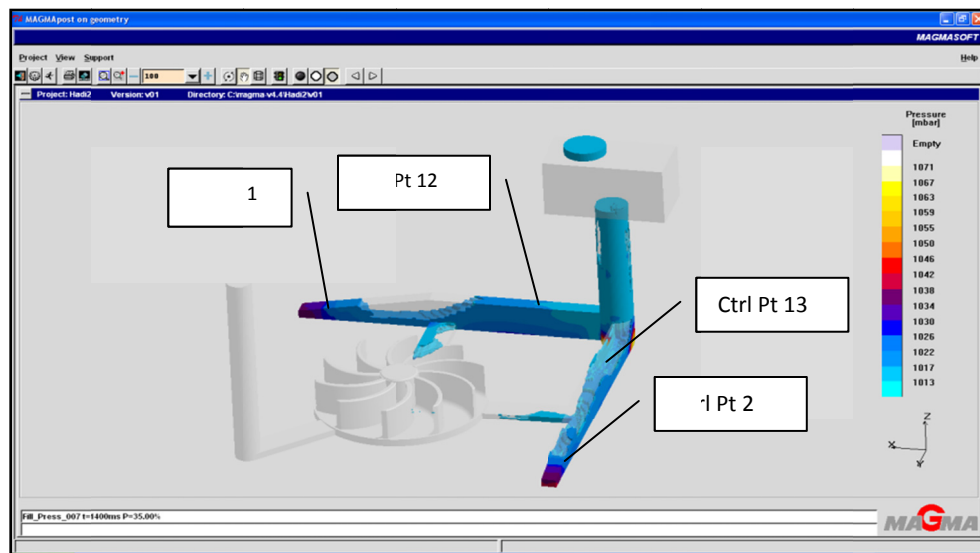 MAGMApost on geometry
MAGMASOFT
Project View Support Help
100
Project: Hadi2 Version: v01 Directory: C:\magma-v4.4\Hadi2\v01
Pressure
[mbar]
Empty
1071
1067
1063
1059
1055
1050
1046
1042
1038
1034
1030
1026
1022
1017
1013
1
Pt 12
Ctrl Pt 13
rl Pt 2
Z
X
Y
Fill_Press_007 t=1400ms P=35.00%
MAGMA